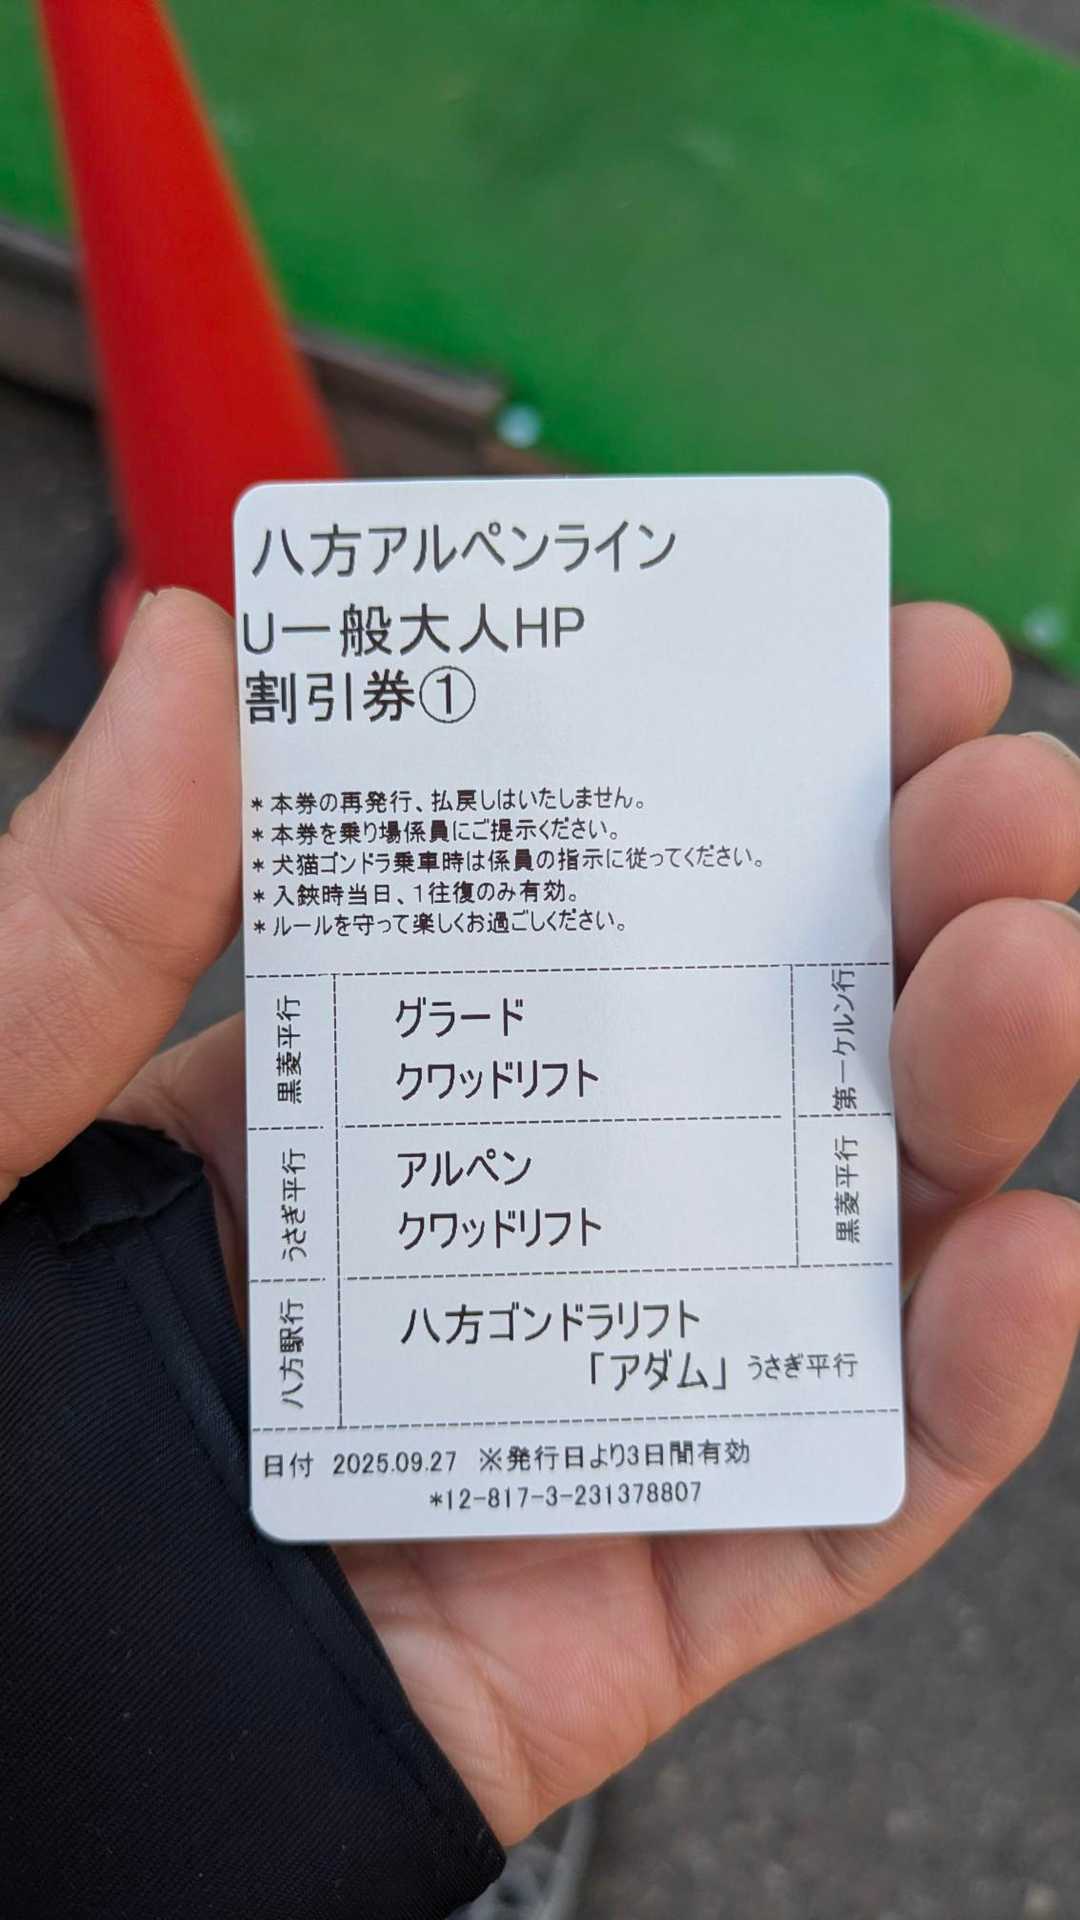 八方アルペンライン
U一般大人HP
割引券①
*本券の再発行、払戻しはいたしません。
*本券を乗り場係員にご提示ください。
*犬猫ゴンドラ乗車時は係員の指示に従ってください。
*入鋏時当日、1往復のみ有効。
*ルールを守って楽しくお過ごしください。
黒菱平行
グラード
クワッドリフト
第一ケルン行
うさぎ平行
アルペン
クワッドリフト
黒菱平行
八方駅行
八方ゴンドラリフト
「アダム」うさぎ平行
日付 2025.09.27 ※発行日より3日間有効
*12-817-3-231378807